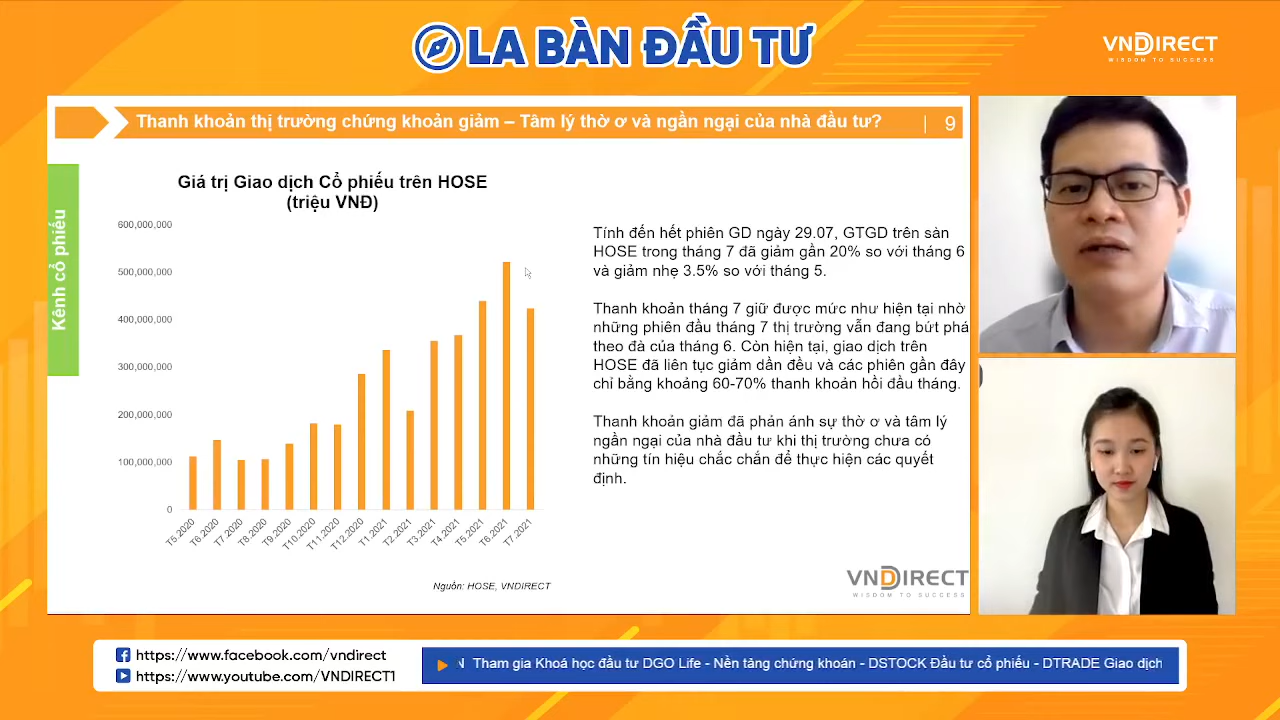 LA BÀN ĐẦU TƯ
VNDIRECT
WISDOM TO SUCCESS
Thanh khoản thị trường chứng khoán giảm – Tâm lý thờ ơ và ngần ngại của nhà đầu tư?
| 9
Kênh cổ phiếu
Giá trị Giao dịch Cổ phiếu trên HOSE
(triệu VNĐ)
600,000,000
500,000,000
400,000,000
300,000,000
200,000,000
100,000,000
0
T5.2020
T6.2020
T7.2020
T8.2020
T9.2020
T10.2020
T11.2020
T12.2020
T1.2021
T2.2021
T3.2021
T4.2021
T5.2021
T6.2021
T7.2021
Nguồn: HOSE, VNDIRECT
Tính đến hết phiên GD ngày 29.07, GTGD trên sàn
HOSE trong tháng 7 đã giảm gần 20% so với tháng 6
và giảm nhẹ 3.5% so với tháng 5.
Thanh khoản tháng 7 giữ được mức như hiện tại nhờ
những phiên đầu tháng 7 thị trường vẫn đang bứt phá
theo đà của tháng 6. Còn hiện tại, giao dịch trên
HOSE đã liên tục giảm dần đều và các phiên gần đây
chỉ bằng khoảng 60-70% thanh khoản hồi đầu tháng.
Thanh khoản giảm đã phản ánh sự thờ ơ và tâm lý
ngần ngại của nhà đầu tư khi thị trường chưa có
những tín hiệu chắc chắn để thực hiện các quyết
định.
VNDIRECT
WISDOM TO SUCCESS
https://www.facebook.com/vndirect
https://www.youtube.com/VNDIRECT1
Tham gia Khoá học đầu tư DGO Life - Nền tảng chứng khoán - DSTOCK Đầu tư cổ phiếu - DTRADE Giao dịch